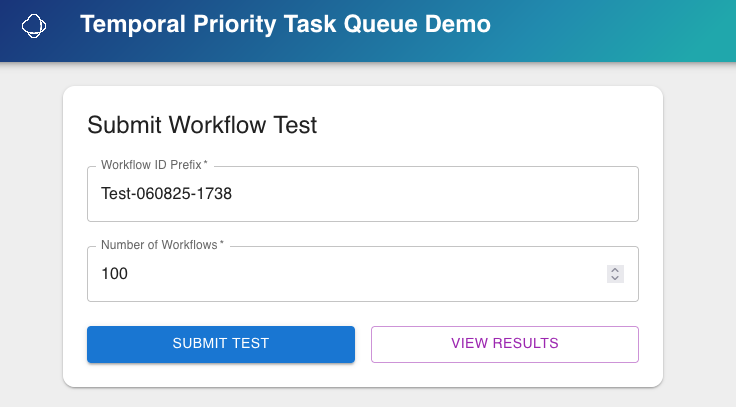 Temporal Priority Task Queue Demo
Submit Workflow Test
Workflow ID Prefix *
Test-060825-1738
Number of Workflows *
100
SUBMIT TEST
VIEW RESULTS